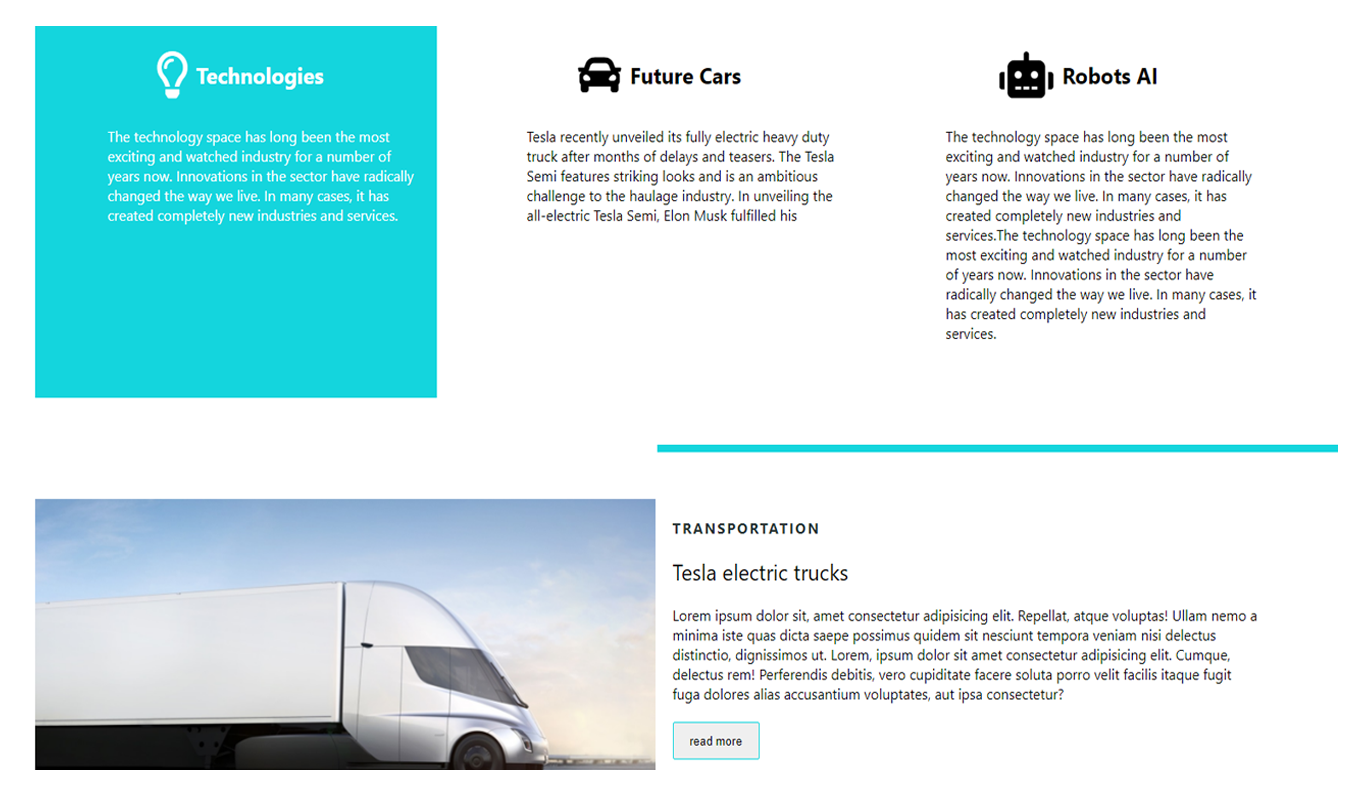 Technologies
The technology space has long been the most
exciting and watched industry for a number of
years now. Innovations in the sector have radically
changed the way we live. In many cases, it has
created completely new industries and services.
Future Cars
Tesla recently unveiled its fully electric heavy duty
truck after months of delays and teasers. The Tesla
Semi features striking looks and is an ambitious
challenge to the haulage industry. In unveiling the
all-electric Tesla Semi, Elon Musk fulfilled his
Robots AI
The technology space has long been the most
exciting and watched industry for a number of
years now. Innovations in the sector have radically
changed the way we live. In many cases, it has
created completely new industries and
services.The technology space has long been the
most exciting and watched industry for a number
of years now. Innovations in the sector have
radically changed the way we live. In many cases, it
has created completely new industries and
services.
TRANSPORTATION
Tesla electric trucks
Lorem ipsum dolor sit, amet consectetur adipisicing elit. Repellat, atque voluptas! Ullam nemo a
minima iste quas dicta saepe possimus quidem sit nesciunt tempora veniam nisi delectus
distinctio, dignissimos ut. Lorem, ipsum dolor sit amet consectetur adipisicing elit. Cumque,
delectus rem! Perferendis debitis, vero cupiditate facere soluta porro velit facilis itaque fugit
fuga dolores alias accusantium voluptates, aut ipsa consectetur?
read more